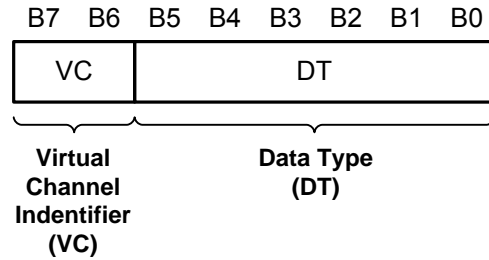 B7 B6 B5 B4 B3 B2 B1 B0
VC DT
Virtual
Channel
Indentifier
(VC)
Data Type
(DT)